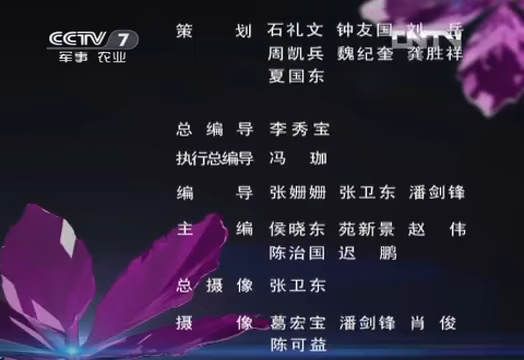 CCTV 7
军事 农业
CNTV
策 划 石礼文 钟友国 刘 岳
周凯兵 魏纪奎 龚胜祥
夏国东
总编导 李秀宝
执行总编导 冯 珈
编 导 张姗姗 张卫东 潘剑锋
主 编 侯晓东 苑新景 赵 伟
陈治国 迟 鹏
总摄像 张卫东
摄 像 葛宏宝 潘剑锋 肖 俊
陈可益